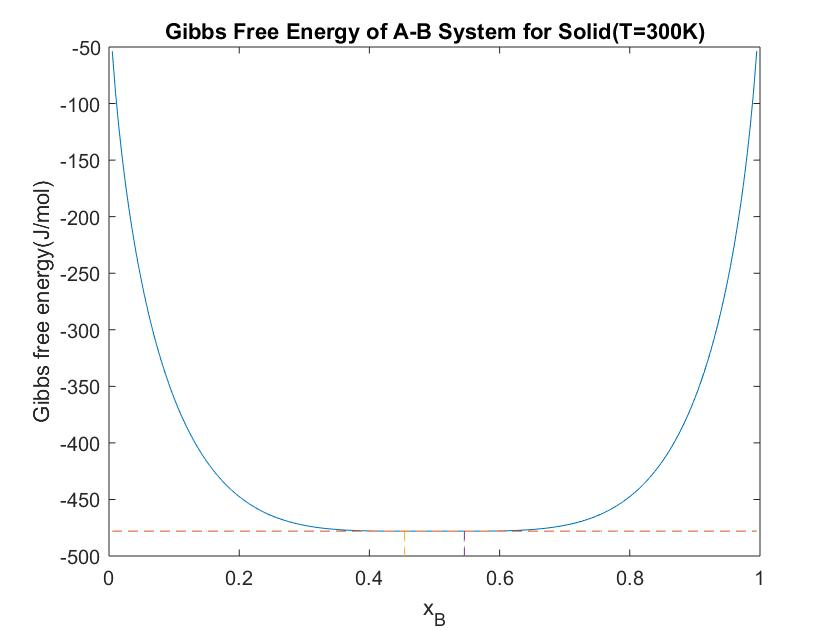 Gibbs Free Energy of A-B System for Solid(T=300K)
-50
-100
-150
-200
-250
-300
-350
-400
-450
-500
Gibbs free energy(J/mol)
0 0.2 0.4 0.6 0.8 1
x_B